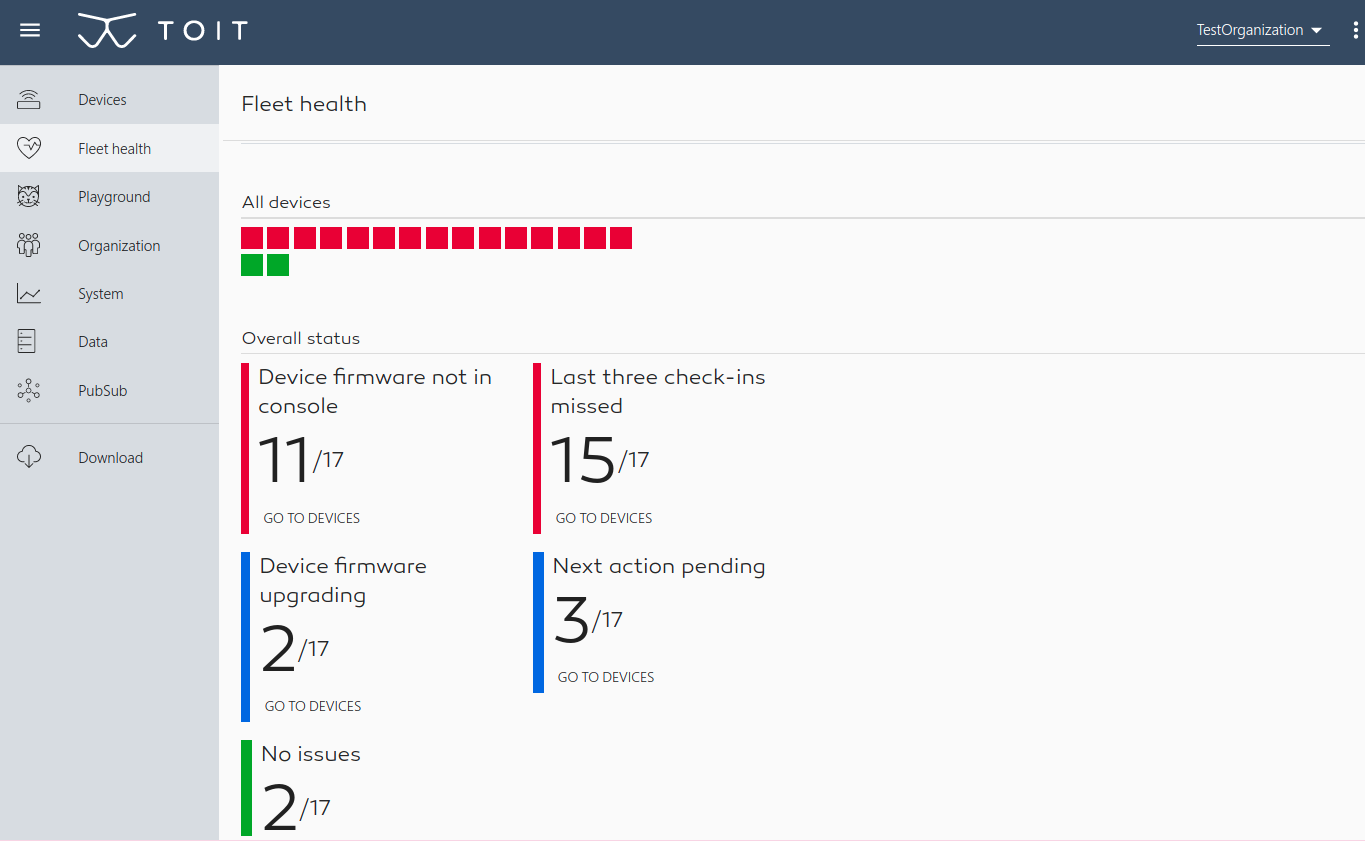 TOIT
TestOrganization
Devices
Fleet health
Playground
Organization
System
Data
PubSub
Download
Fleet health
All devices
Overall status
Device firmware not in
console
11/17
GO TO DEVICES
Last three check-ins
missed
15/17
GO TO DEVICES
Device firmware
upgrading
2/17
GO TO DEVICES
Next action pending
3/17
GO TO DEVICES
No issues
2/17